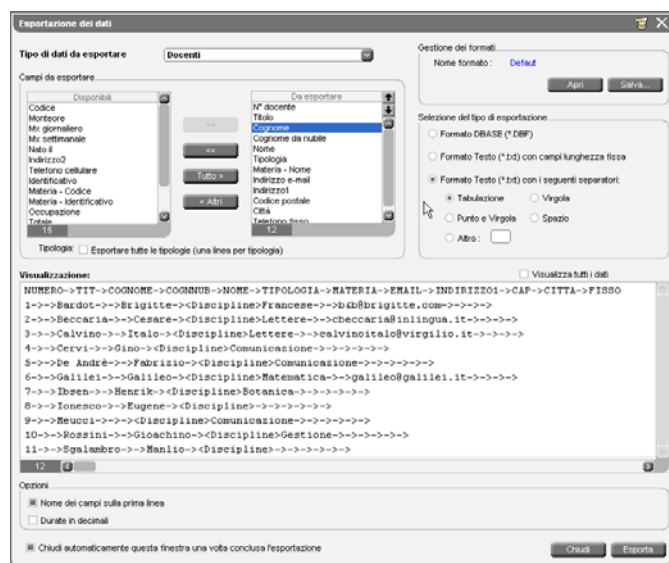 Esportazione dei dati
Tipo di dati da esportare
Docenti
Campi da esportare
Disponibili
Codice
Monteore
Mx giornaliero
Mx settimanale
Nato il
Indirizzo2
Telefono cellulare
Identificativo
Materia - Codice
Materia - Identificativo
Occupazione
Totale
15
>>
<<
Tutto >
< Altri
Da esportare
N° docente
Titolo
Cognome
Cognome da nubile
Nome
Tipologia
Materia - Nome
Indirizzo e-mail
Indirizzo1
Codice postale
Città
Telefono fisso
12
Tipologia:
Esportare tutte le tipologie (una linea per tipologia)
Gestione dei formati
Nome formato : Defaut
Apri
Salva...
Selezione del tipo di esportazione
Formato DBASE (*.DBF)
Formato Testo (*.txt) con campi lunghezza fissa
Formato Testo (*.txt) con i seguenti separatori:
Tabulazione
Virgola
Punto e Virgola
Spazio
Altro :
Visualizzazione:
Visualizza tutti i dati
NUMERO->TIT->COGNOME->COGNNUB->NOME->TIPOLOGIA->MATERIA->EMAIL->INDIRIZZO1->CAP->CITTA->FISSO
1->->Bardot->->Brigitte-><Discipline>Francese->->b&b@brigitte.com->->->->
2->->Beccaria->->Cesare-><Discipline>Lettere->->cbeccaria@inlingua.it->->->->
3->->Calvino->->Italo-><Discipline>Lettere->->calvinoitalo@virgilio.it->->->->
4->->Cervi->->Gino-><Discipline>Comunicazione->->->->->->
5->->De Andrè->->Fabrizio-><Discipline>Comunicazione->->->->->->
6->->Galilei->->Galileo-><Discipline>Matematica->->galileo@galilei.it->->->->
7->->Ibsen->->Henrik-><Discipline>Botanica->->->->->->
8->->Ionesco->->Eugene-><Discipline>->->->->->->
9->->Meucci->->->-><Discipline>Comunicazione->->->->->->
10->->Rossini->->Gioachino-><Discipline>Gestione->->->->->->
11->->Sgalambro->->Manlio-><Discipline>->->->->->->
12
Opzioni
Nome dei campi sulla prima linea
Durate in decimali
Chiudi automaticamente questa finestra una volta conclusa l'esportazione
Chiudi
Esporta